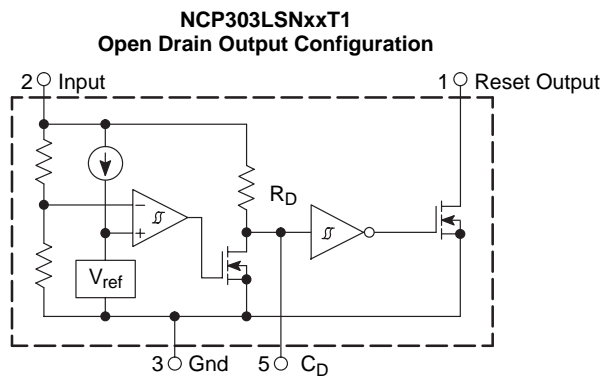 NCP303LSNxxT1
Open Drain Output Configuration
2 Input
1 Reset Output
R_D
−
+
V_ref
3 Gnd
5 C_D